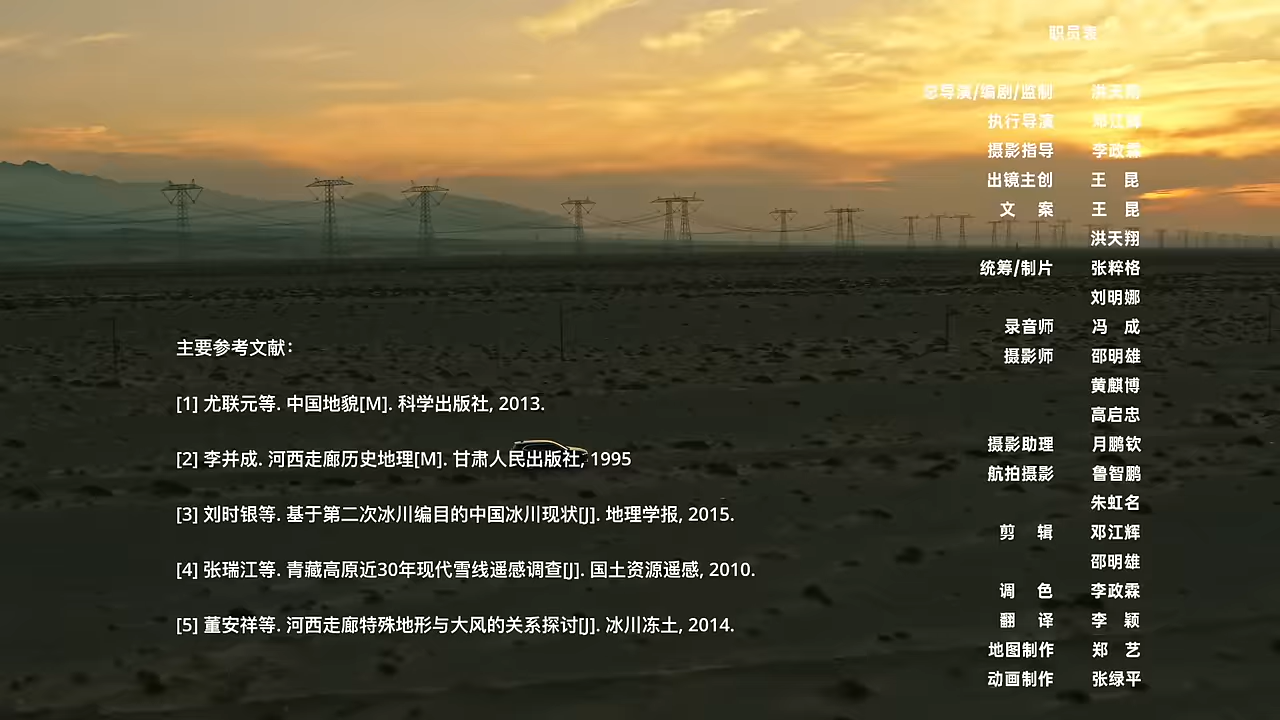 主要参考文献：
[1] 尤联元等. 中国地貌[M]. 科学出版社, 2013.
[2] 李并成. 河西走廊历史地理[M]. 甘肃人民出版社, 1995
[3] 刘时银等. 基于第二次冰川编目的中国冰川现状[J]. 地理学报, 2015.
[4] 张瑞江等. 青藏高原近30年现代雪线遥感调查[J]. 国土资源遥感, 2010.
[5] 董安祥等. 河西走廊特殊地形与大风的关系探讨[J]. 冰川冻土, 2014.
职员表
总导演/编剧/监制 洪天翔
执行导演 邓江辉
摄影指导 李政霖
出镜主创 王 昆
文 案 王 昆
洪天翔
统筹/制片 张粹格
刘明娜
录音师 冯 成
摄影师 邵明雄
黄麒博
高启忠
摄影助理 月鹏钦
航拍摄影 鲁智鹏
朱虹名
剪 辑 邓江辉
邵明雄
调 色 李政霖
翻 译 李 颖
地图制作 郑 艺
动画制作 张绿平